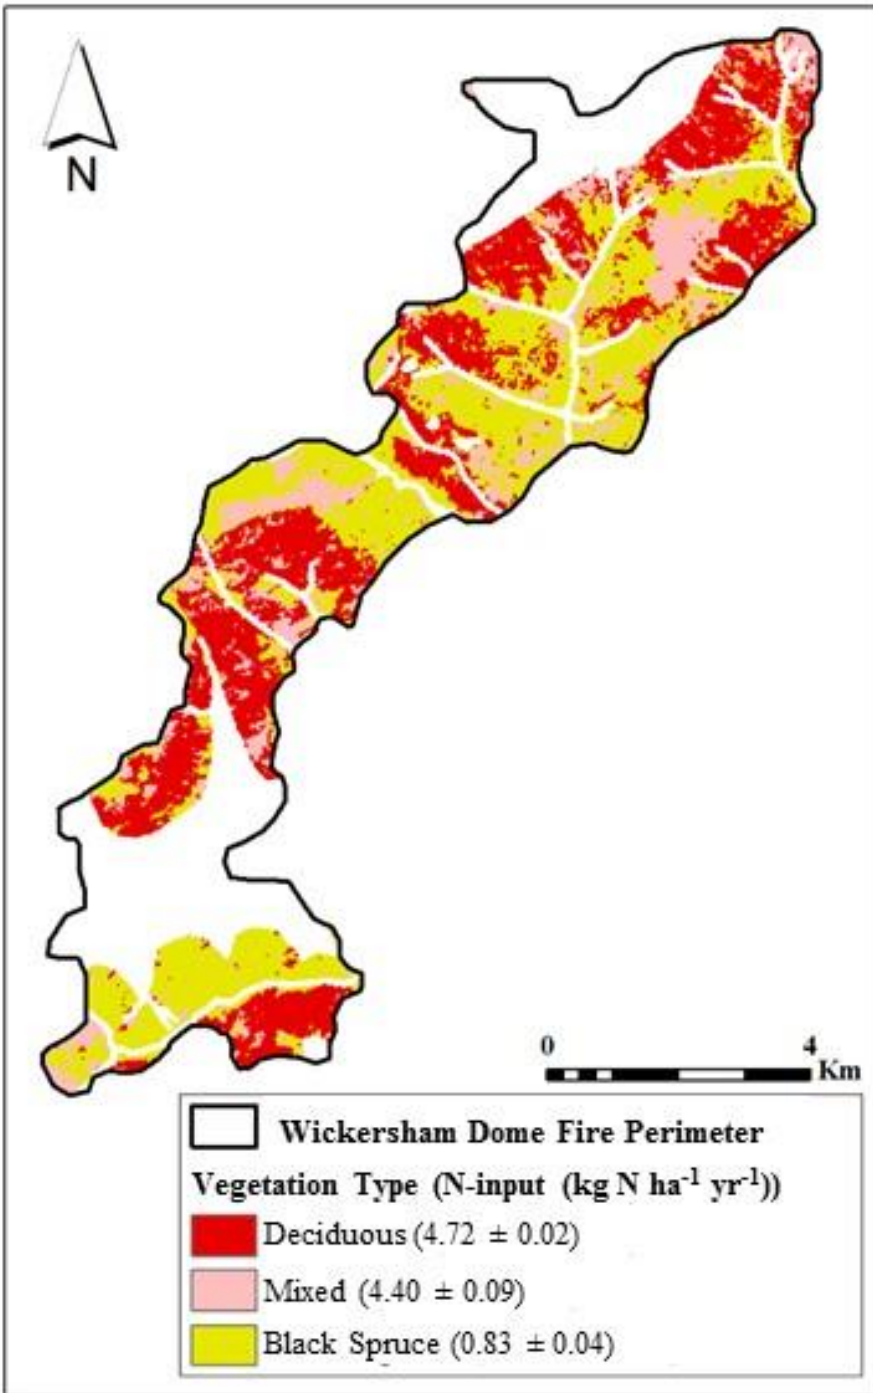 N
0 4
Km
Wickersham Dome Fire Perimeter
Vegetation Type (N-input (kg N ha⁻¹ yr⁻¹))
Deciduous (4.72 ± 0.02)
Mixed (4.40 ± 0.09)
Black Spruce (0.83 ± 0.04)